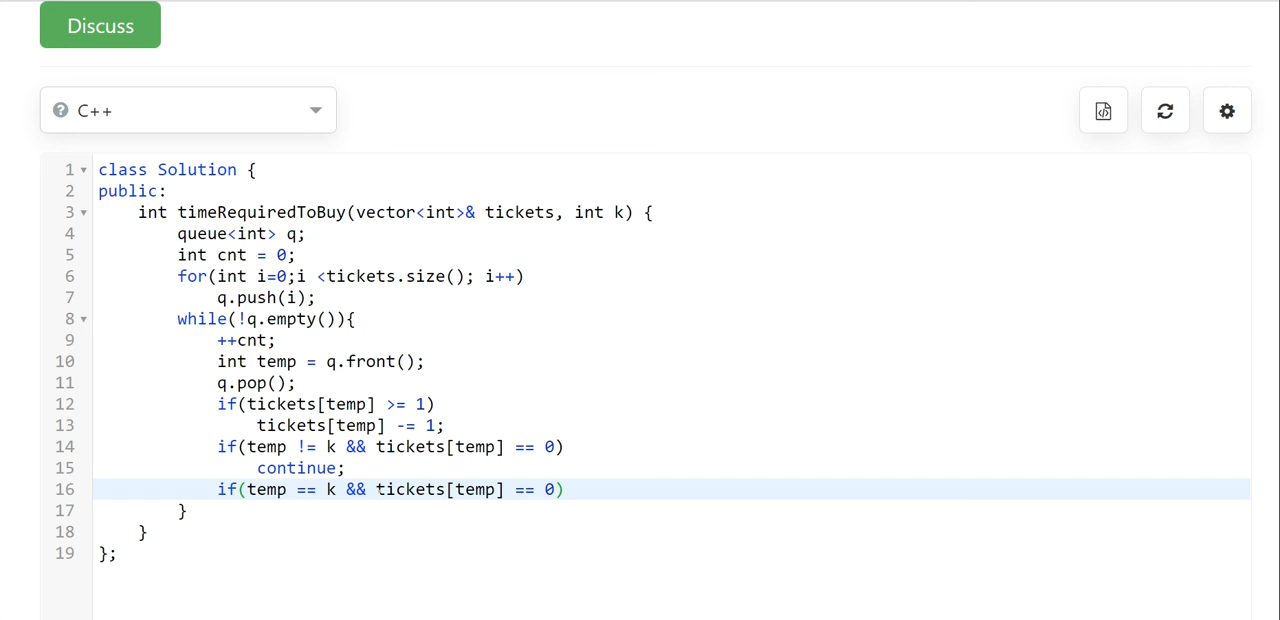 Discuss
C++
1 class Solution {
2 public:
3     int timeRequiredToBuy(vector<int>& tickets, int k) {
4         queue<int> q;
5         int cnt = 0;
6         for(int i=0;i <tickets.size(); i++)
7             q.push(i);
8         while(!q.empty()){
9             ++cnt;
10             int temp = q.front();
11             q.pop();
12             if(tickets[temp] >= 1)
13                 tickets[temp] -= 1;
14             if(temp != k && tickets[temp] == 0)
15                 continue;
16             if(temp == k && tickets[temp] == 0)
17         }
18     }
19 };